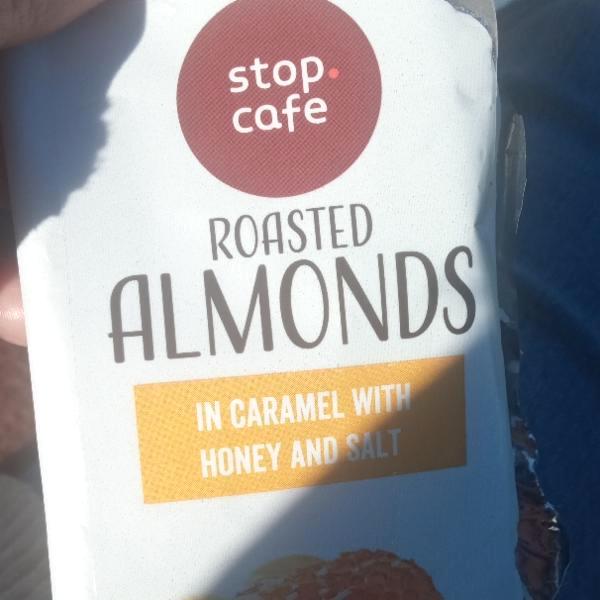 stop.
cafe
ROASTED
ALMONDS
IN CARAMEL WITH
HONEY AND SALT